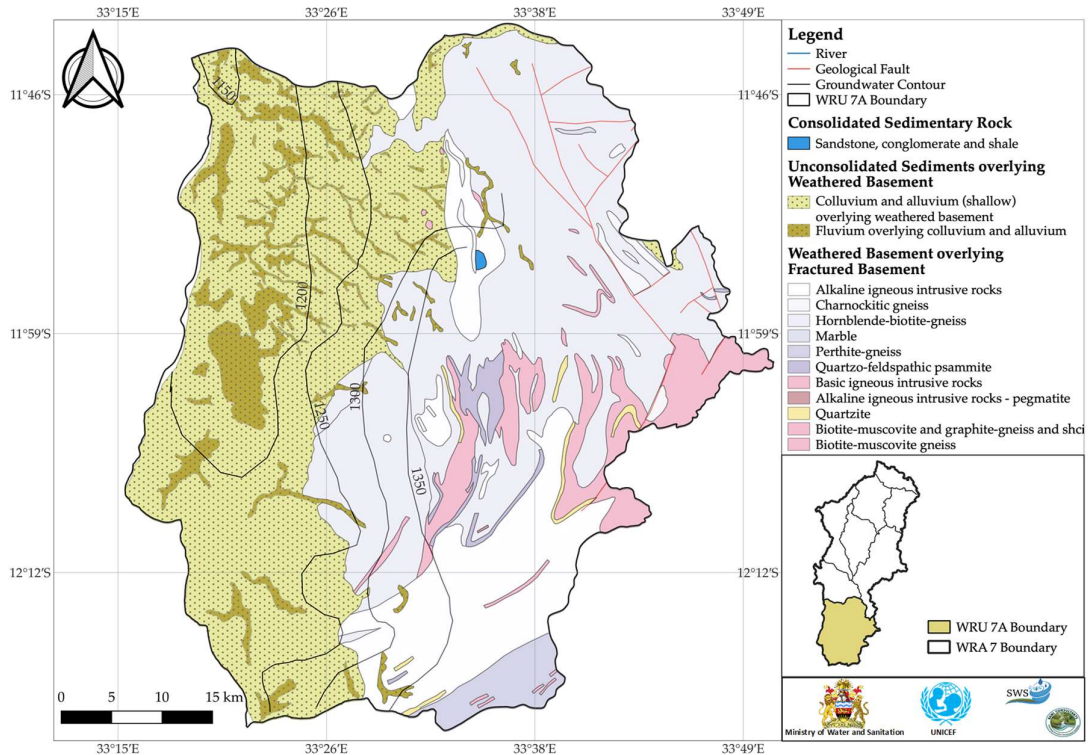 33°15'E 33°26'E 33°38'E 33°49'E
11°46'S
11°59'S
12°12'S
11°46'S
11°59'S
12°12'S
1150
1200
1250
1300
1350
0 5 10 15 km
33°15'E 33°26'E 33°38'E 33°49'E
Legend
River
Geological Fault
Groundwater Contour
WRU 7A Boundary
Consolidated Sedimentary Rock
Sandstone, conglomerate and shale
Unconsolidated Sediments overlying
Weathered Basement
Colluvium and alluvium (shallow)
overlying weathered basement
Fluvium overlying colluvium and alluvium
Weathered Basement overlying
Fractured Basement
Alkaline igneous intrusive rocks
Charnockitic gneiss
Hornblende-biotite-gneiss
Marble
Perthite-gneiss
Quartzo-feldspathic psammite
Basic igneous intrusive rocks
Alkaline igneous intrusive rocks - pegmatite
Quartzite
Biotite-muscovite and graphite-gneiss and shci
Biotite-muscovite gneiss
WRU 7A Boundary
WRA 7 Boundary
Ministry of Water and Sanitation
UNICEF
SWS